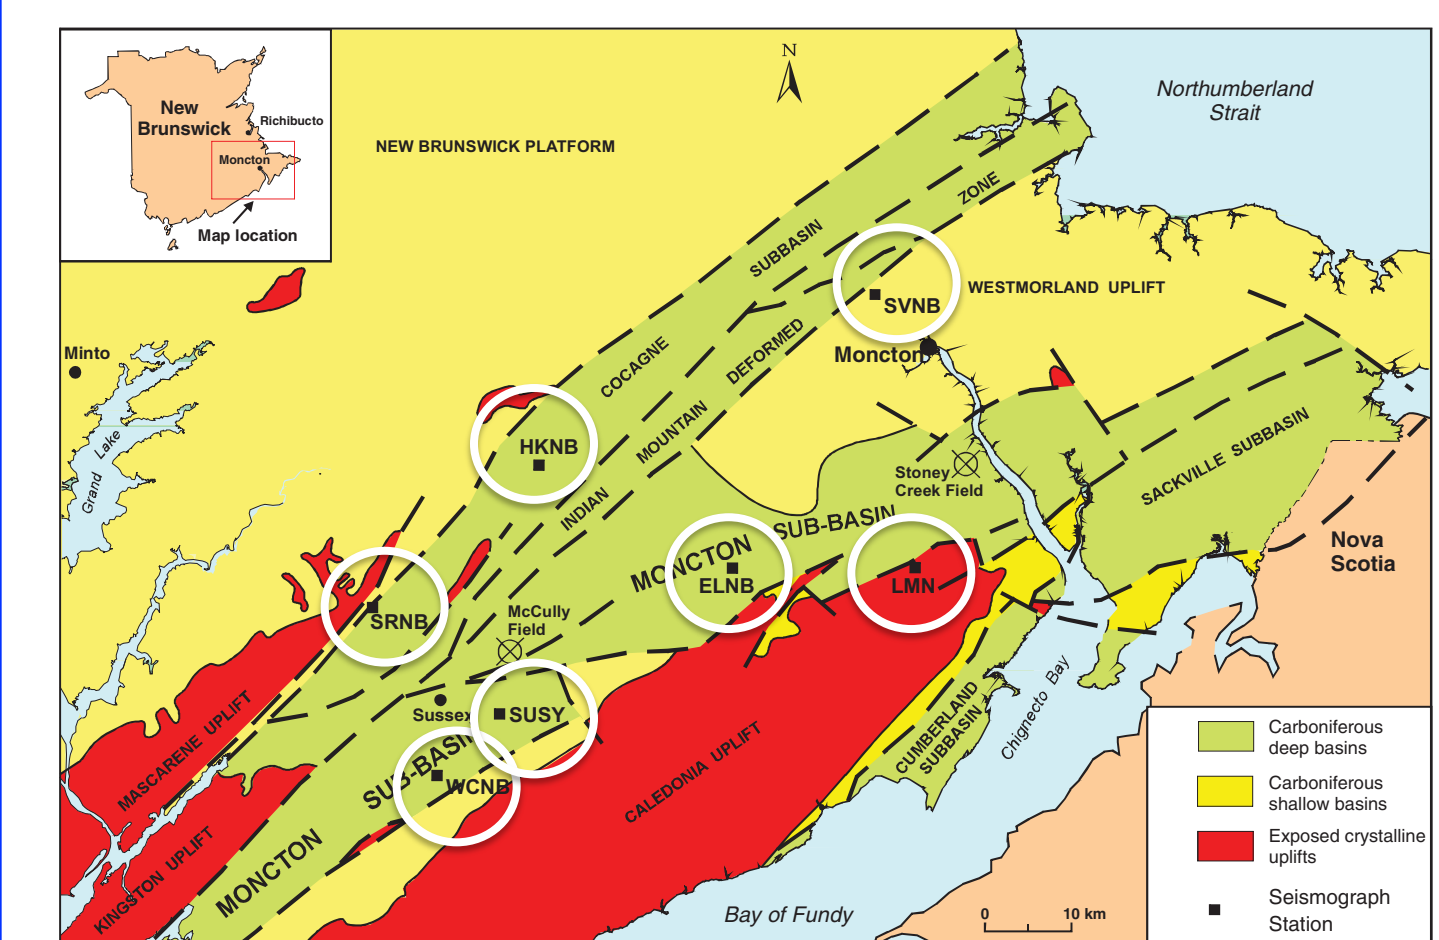 N
Northumberland
Strait
New
Brunswick
Richibucto
Moncton
Map location
NEW BRUNSWICK PLATFORM
ZONE
SUBBASIN
WESTMORLAND UPLIFT
SVNB
Moncton
Minto
COCAGNE
DEFORMED
MOUNTAIN
INDIAN
HKNB
Grand Lake
Stoney
Creek Field
SACKVILLE SUBBASIN
SUB-BASIN
MONCTON
ELNB
LMN
Nova
Scotia
SRNB
McCully
Field
Sussex
SUSY
SUB-BASIN
WCNB
MONCTON
MASCARENE UPLIFT
KINGSTON UPLIFT
CALEDONIA UPLIFT
CUMBERLAND
SUBBASIN
Chignecto Bay
Bay of Fundy
0 10 km
Carboniferous
deep basins
Carboniferous
shallow basins
Exposed crystalline
uplifts
Seismograph
Station